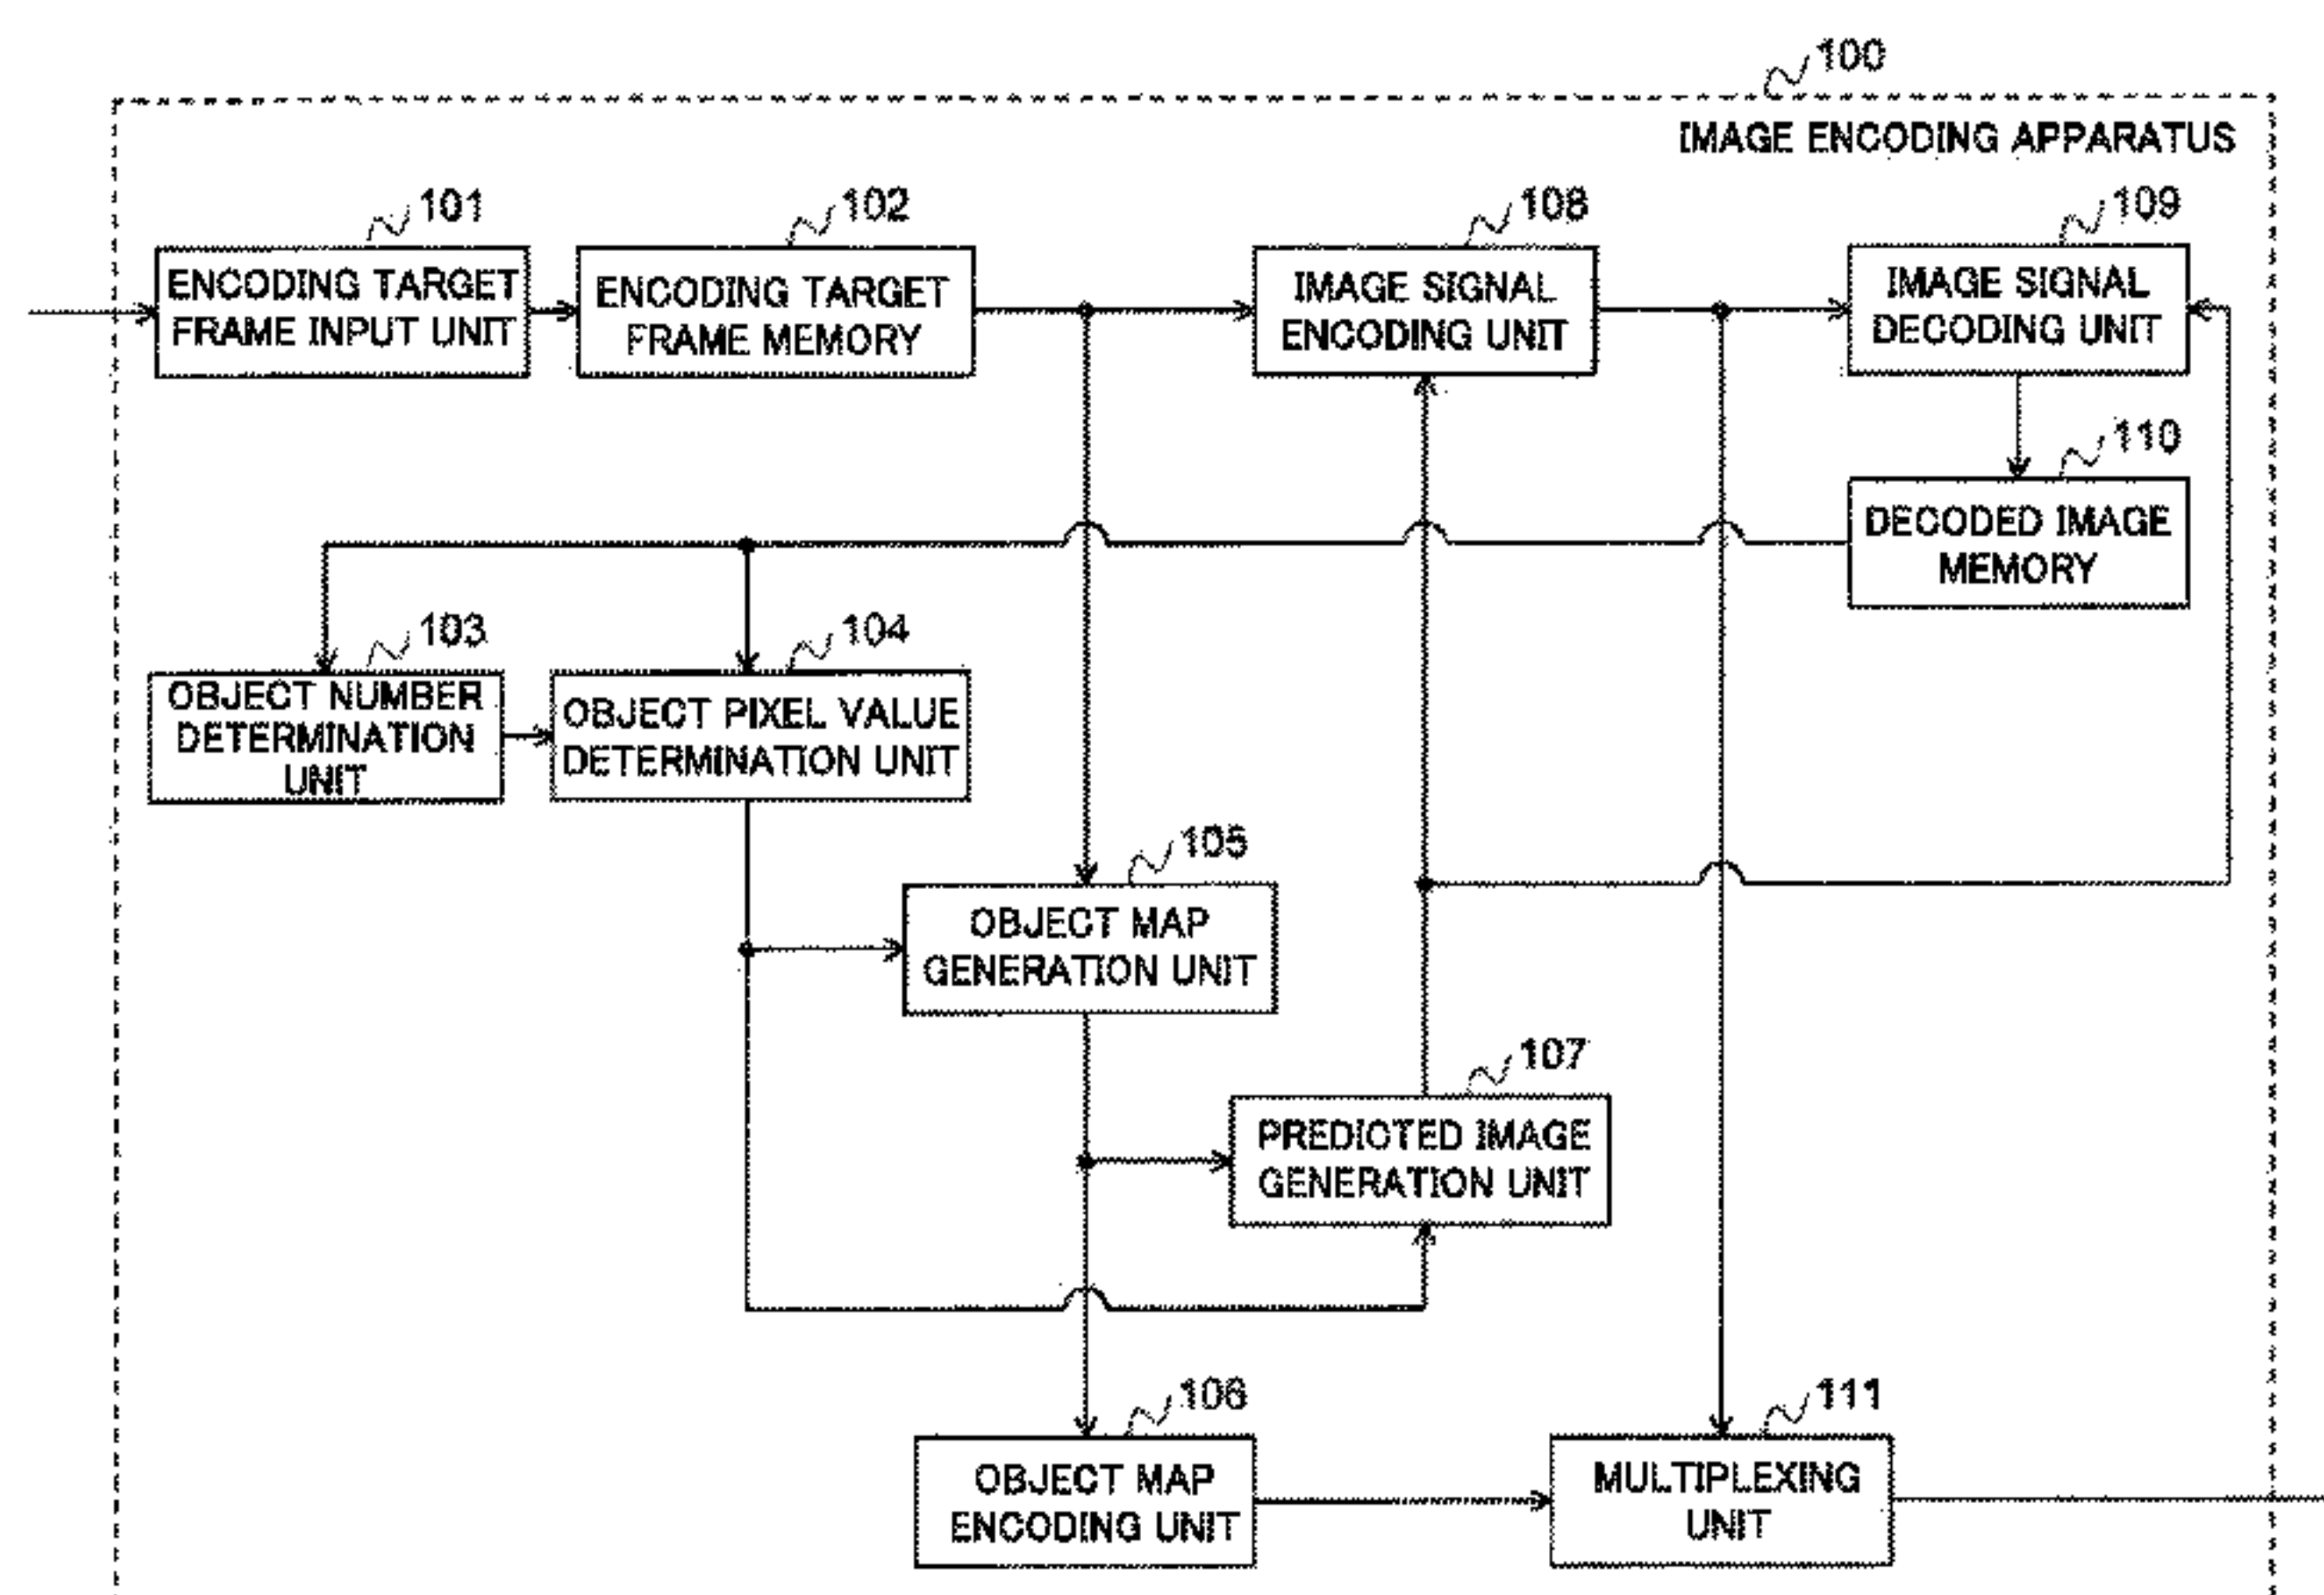 100
IMAGE ENCODING APPARATUS
101
102
108
109
ENCODING TARGET
FRAME INPUT UNIT
ENCODING TARGET
FRAME MEMORY
IMAGE SIGNAL
ENCODING UNIT
IMAGE SIGNAL
DECODING UNIT
110
DECODED IMAGE
MEMORY
103
104
OBJECT NUMBER
DETERMINATION
UNIT
OBJECT PIXEL VALUE
DETERMINATION UNIT
105
OBJECT MAP
GENERATION UNIT
107
PREDICTED IMAGE
GENERATION UNIT
106
111
OBJECT MAP
ENCODING UNIT
MULTIPLEXING
UNIT